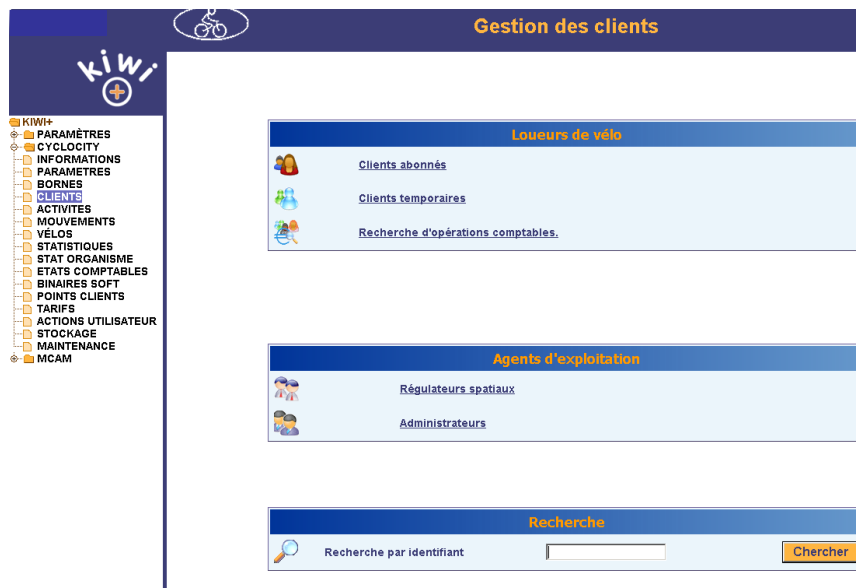 Gestion des clients
kiwi
+
KIWI+
PARAMÈTRES
CYCLOCITY
INFORMATIONS
PARAMETRES
BORNES
CLIENTS
ACTIVITES
MOUVEMENTS
VÉLOS
STATISTIQUES
STAT ORGANISME
ETATS COMPTABLES
BINAIRES SOFT
POINTS CLIENTS
TARIFS
ACTIONS UTILISATEUR
STOCKAGE
MAINTENANCE
MCAM
Loueurs de vélo
Clients abonnés
Clients temporaires
Recherche d'opérations comptables.
Agents d'exploitation
Régulateurs spatiaux
Administrateurs
Recherche
Recherche par identifiant
Chercher